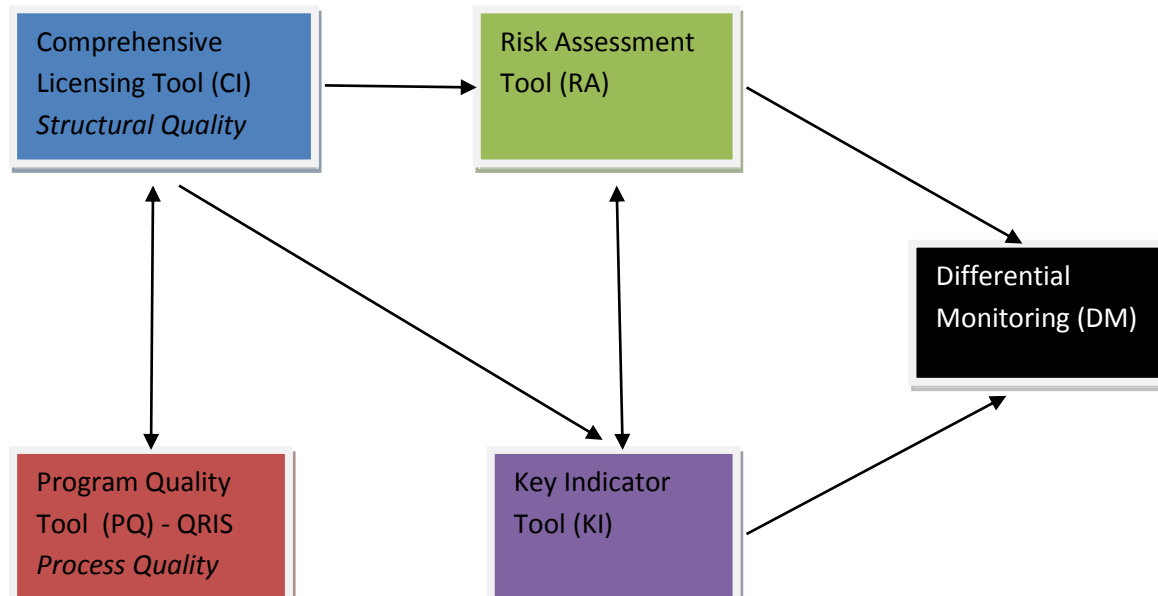 Comprehensive
Licensing Tool (CI)
Structural Quality
Risk Assessment
Tool (RA)
Differential
Monitoring (DM)
Program Quality
Tool  (PQ) - QRIS
Process Quality
Key Indicator
Tool (KI)